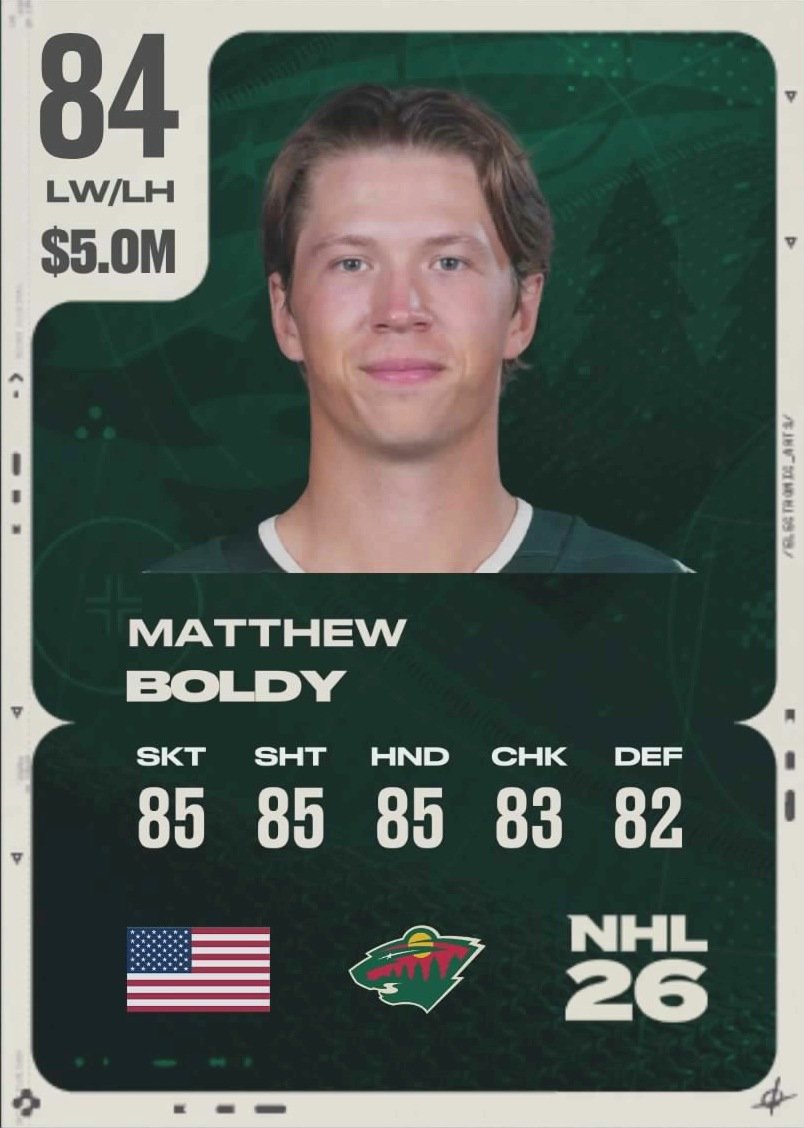 84
LW/LH
$5.0M
MATTHEW
BOLDY
SKT SHT HND CHK DEF
85 85 85 83 82
NHL
26
/ELECTRONIC_ARTS/